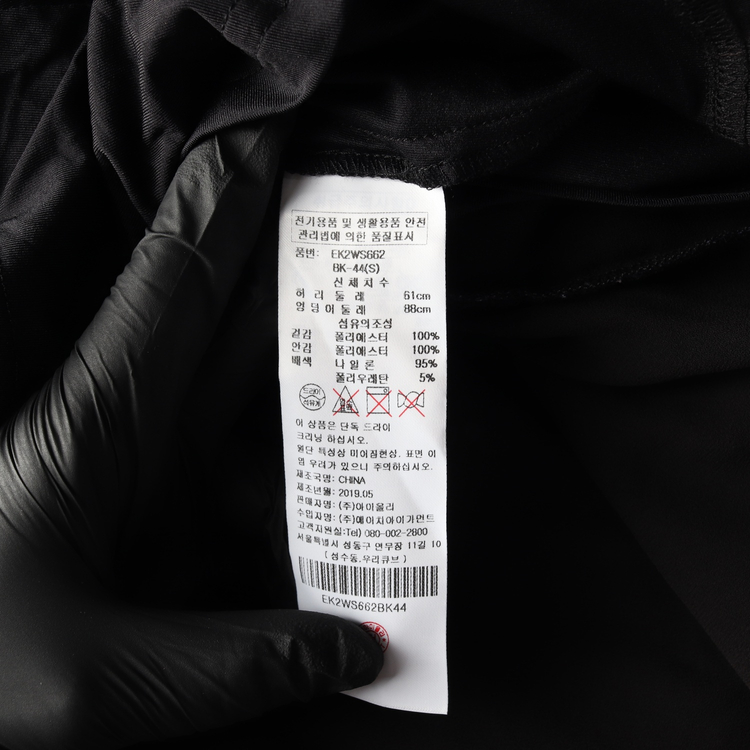 전기용품 및 생활용품 안전
관리법에 의한 품질표시
품번: EK2WS662
BK-44(S)
신체치수
허리둘레 61cm
엉덩이둘레 88cm
섬유의조성
겉감 폴리에스터 100%
안감 폴리에스터 100%
배색 나일론 95%
폴리우레탄 5%
드라이
석유계
이 상품은 단독 드라이
크리닝 하십시오.
원단 특성상 미어짐현상, 표면 이
염 우려가 있으니 주의하십시오.
제조국명: CHINA
제조년월: 2019.05
판매자명: (주)아이올리
수입자명: (주)에이치아이가먼트
고객지원실:Tel) 080-002-2800
서울특별시 성동구 연무장 11길 10
(성수동,우리큐브)
EK2WS662BK44